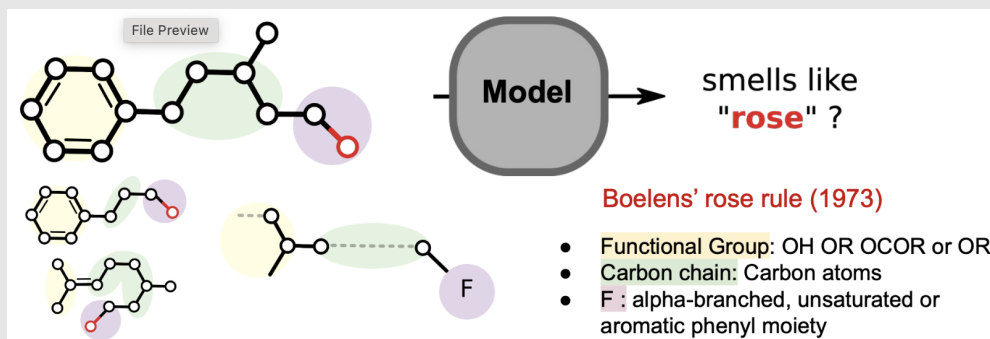 File Preview
Model
smells like
"rose" ?
F
Boelens' rose rule (1973)
● Functional Group: OH OR OCOR or OR
● Carbon chain: Carbon atoms
● F : alpha-branched, unsaturated or
aromatic phenyl moiety